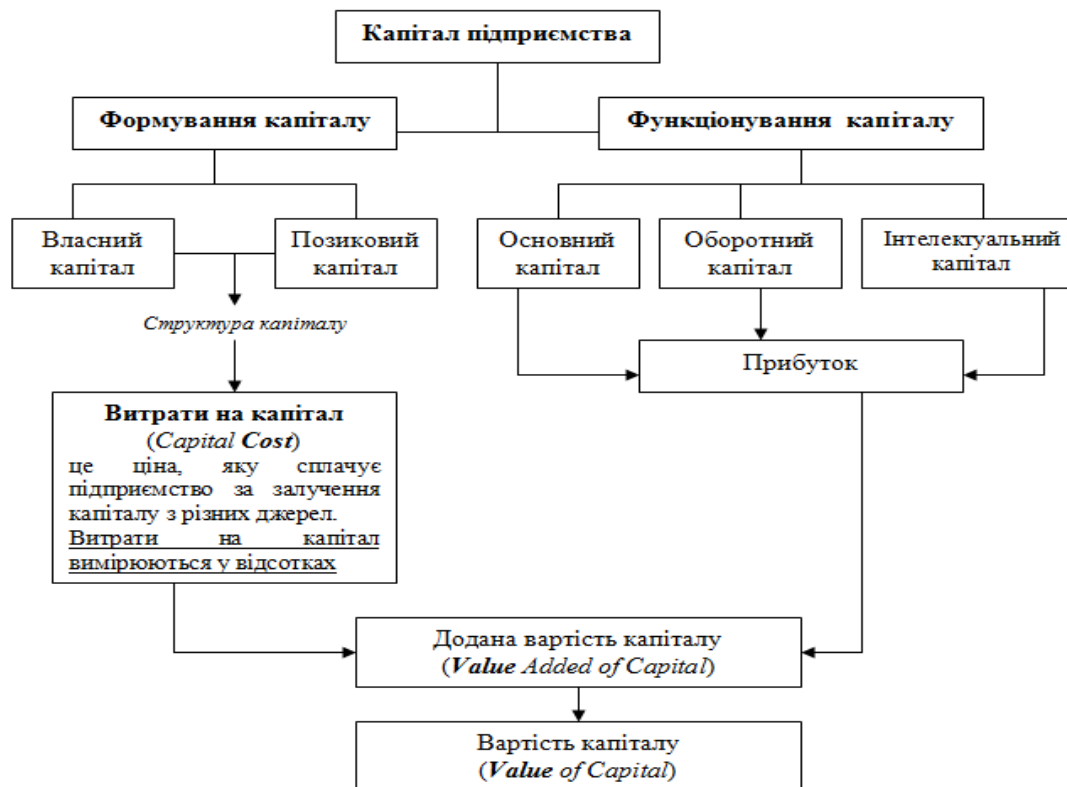 Капітал підприємства
Формування капіталу
Функціонування капіталу
Власний
капітал
Позиковий
капітал
Основний
капітал
Оборотний
капітал
Інтелектуальний
капітал
Структура капіталу
Прибуток
Витрати на капітал
(Capital Cost)
це ціна, яку сплачує
підприємство за залучення
капіталу з різних джерел.
Витрати на капітал
вимірюються у відсотках
Додана вартість капіталу
(Value Added of Capital)
Вартість капіталу
(Value of Capital)